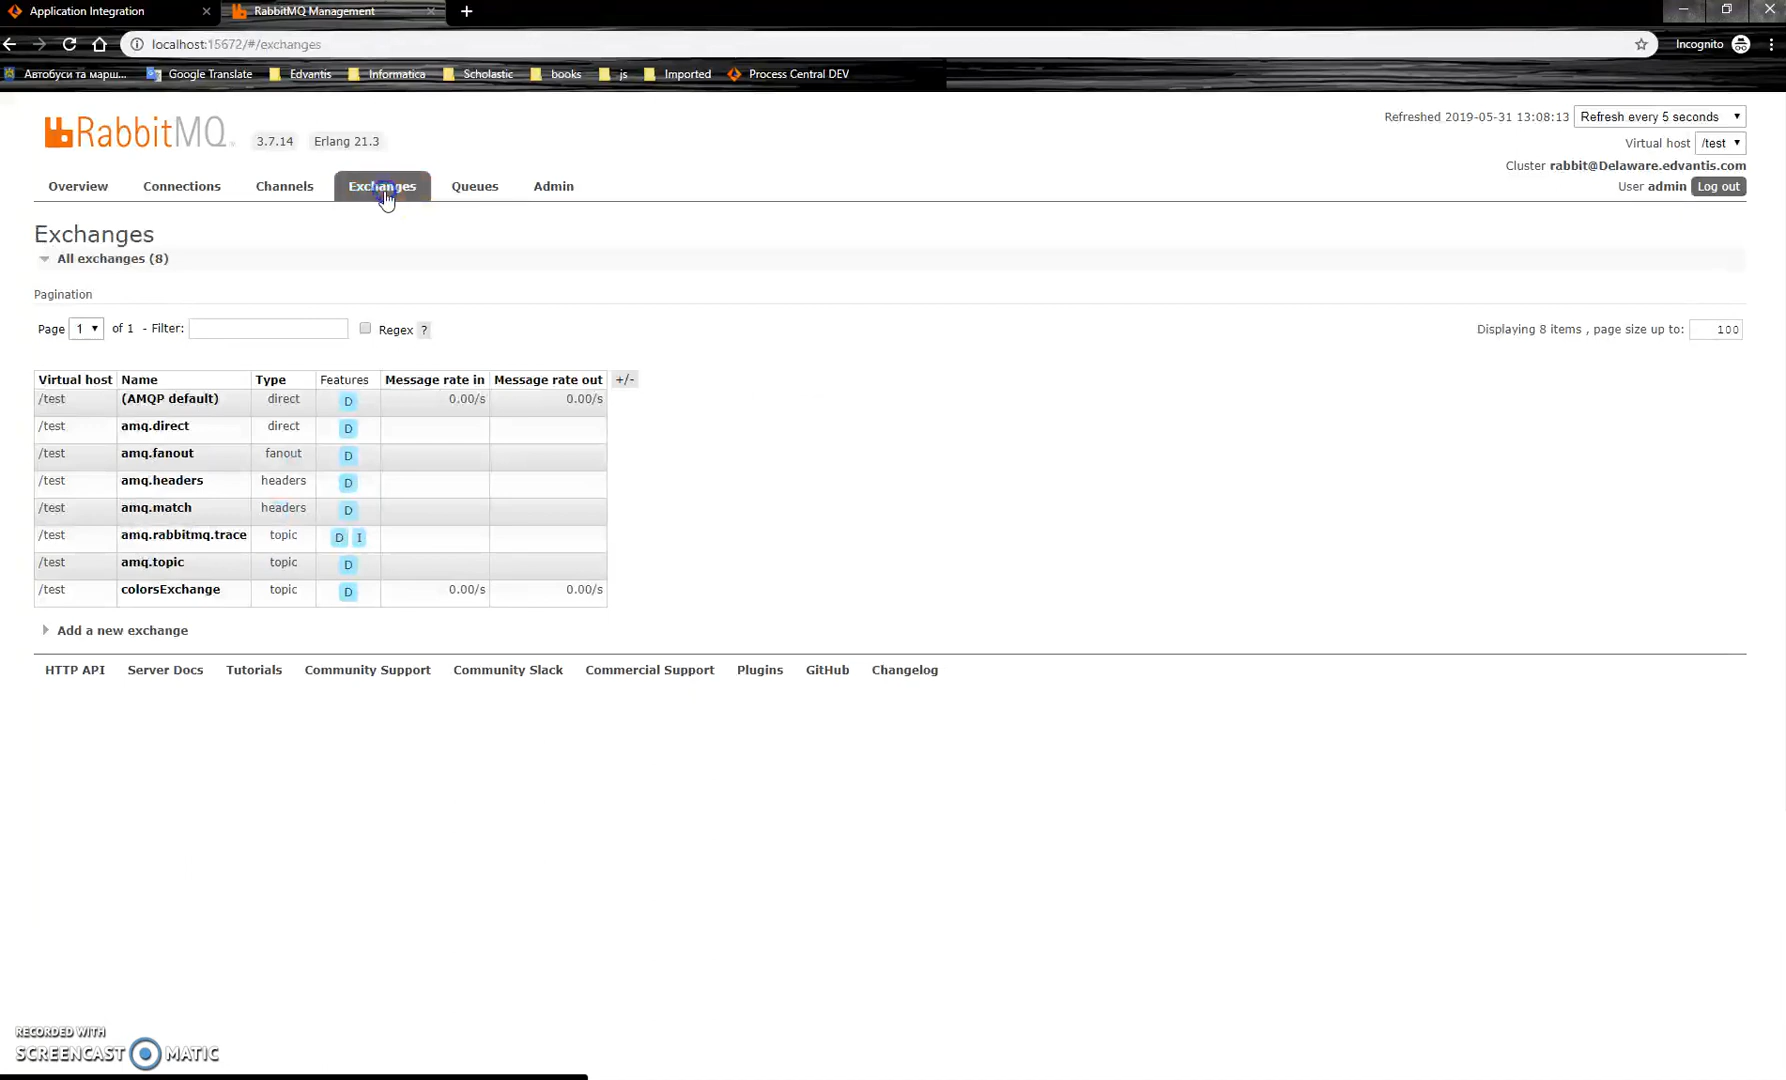 Application Integration
RabbitMQ Management
localhost:15672/#/exchanges
Incognito
Автобуси та марш...
Google Translate
Edvantis
Informatica
Scholastic
books
js
Imported
Process Central DEV
RabbitMQ
3.7.14
Erlang 21.3
Refreshed 2019-05-31 13:08:13
Refresh every 5 seconds
Virtual host /test
Cluster rabbit@Delaware.edvantis.com
User admin Log out
Overview Connections Channels Exchanges Queues Admin
Exchanges
All exchanges (8)
Pagination
Page 1 of 1 - Filter: Regex ?
Displaying 8 items , page size up to: 100
Virtual host Name Type Features Message rate in Message rate out +/-
/test (AMQP default) direct D 0.00/s 0.00/s
/test amq.direct direct D
/test amq.fanout fanout D
/test amq.headers headers D
/test amq.match headers D
/test amq.rabbitmq.trace topic D I
/test amq.topic topic D
/test colorsExchange topic D 0.00/s 0.00/s
Add a new exchange
HTTP API Server Docs Tutorials Community Support Community Slack Commercial Support Plugins GitHub Changelog
RECORDED WITH
SCREENCAST MATIC